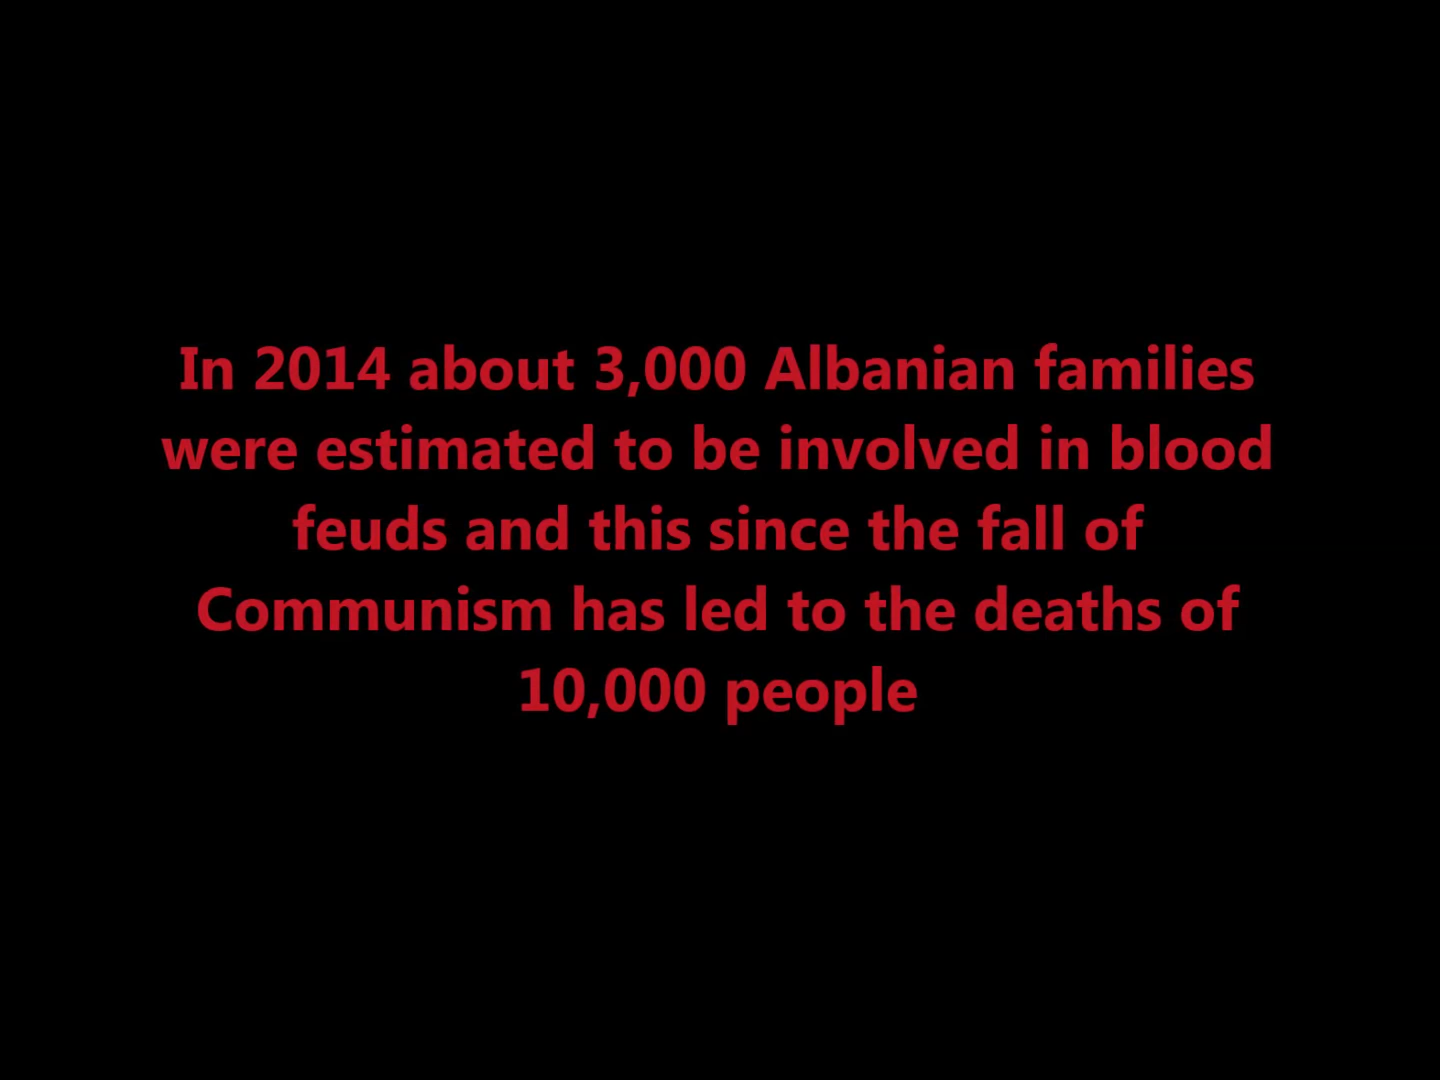 In 2014 about 3,000 Albanian families
were estimated to be involved in blood
feuds and this since the fall of
Communism has led to the deaths of
10,000 people